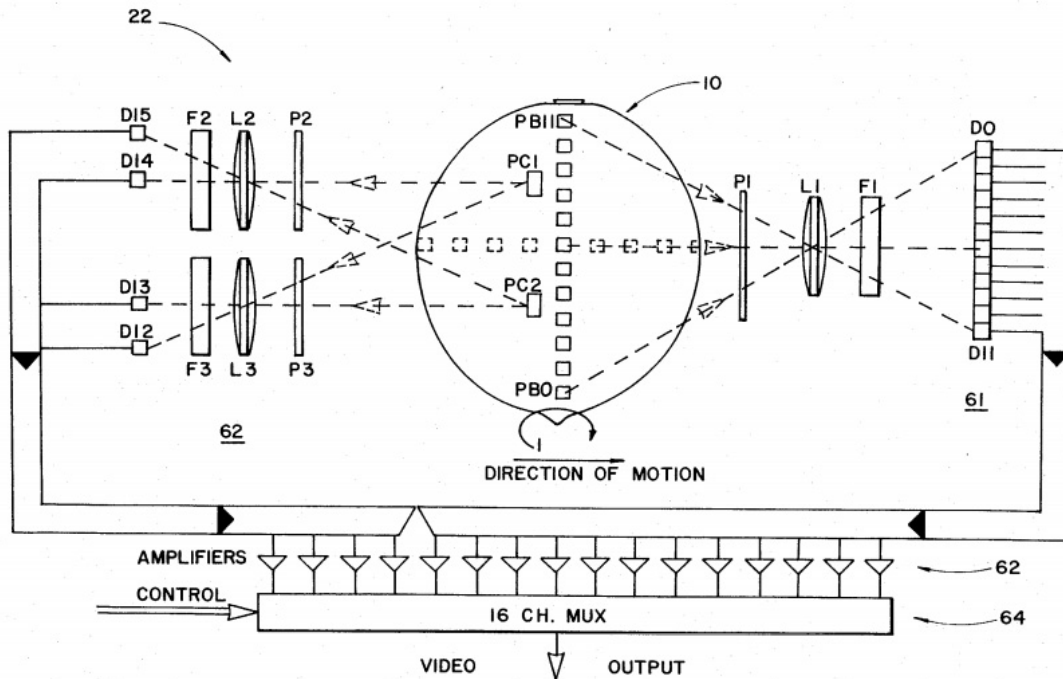 22
10
D15
F2
L2
P2
PB11
D0
D14
PC1
P1
L1
F1
PC2
D13
D12
F3
L3
P3
PB0
D11
62
61
1
DIRECTION OF MOTION
AMPLIFIERS
62
CONTROL
16 CH. MUX
64
VIDEO OUTPUT